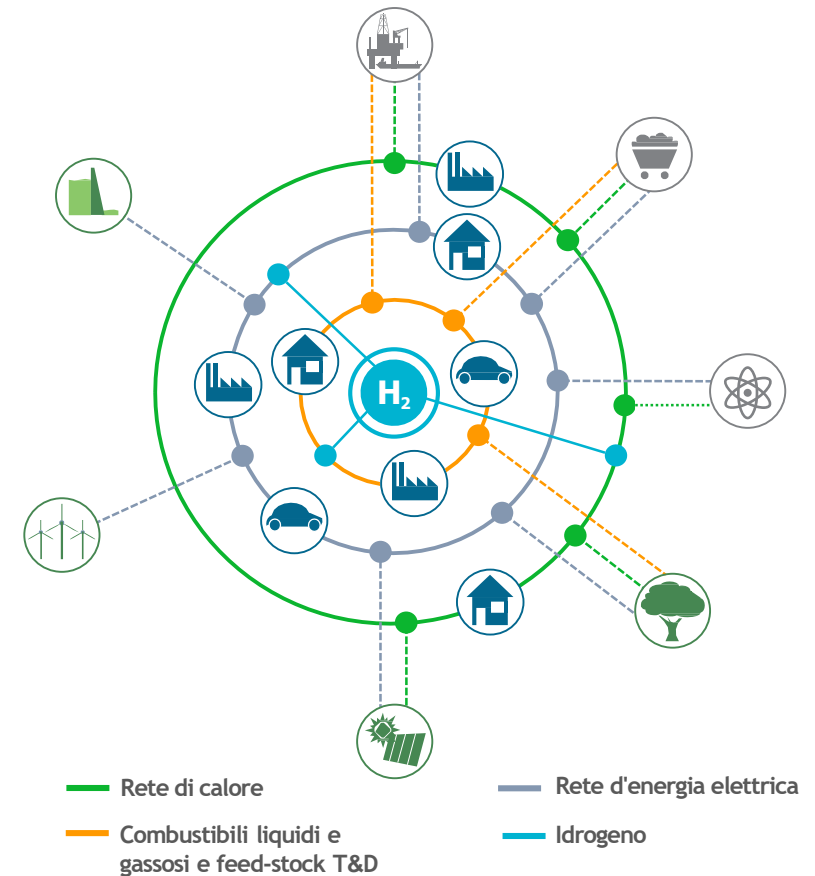 H₂
Rete di calore
Rete d'energia elettrica
Combustibili liquidi e
gassosi e feed-stock T&D
Idrogeno